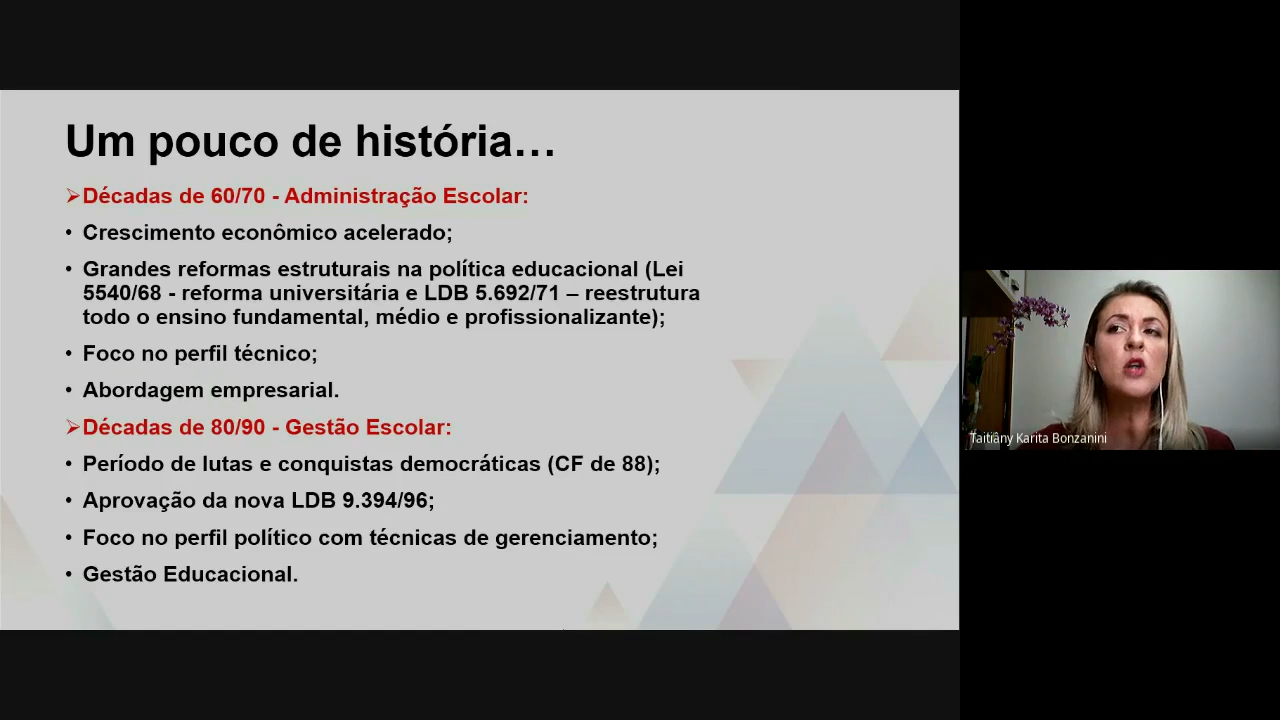 Um pouco de história…
➢Décadas de 60/70 - Administração Escolar:
• Crescimento econômico acelerado;
• Grandes reformas estruturais na política educacional (Lei
5540/68 - reforma universitária e LDB 5.692/71 – reestrutura
todo o ensino fundamental, médio e profissionalizante);
• Foco no perfil técnico;
• Abordagem empresarial.
➢Décadas de 80/90 - Gestão Escolar:
• Período de lutas e conquistas democráticas (CF de 88);
• Aprovação da nova LDB 9.394/96;
• Foco no perfil político com técnicas de gerenciamento;
• Gestão Educacional.
Taitiâny Karita Bonzanini